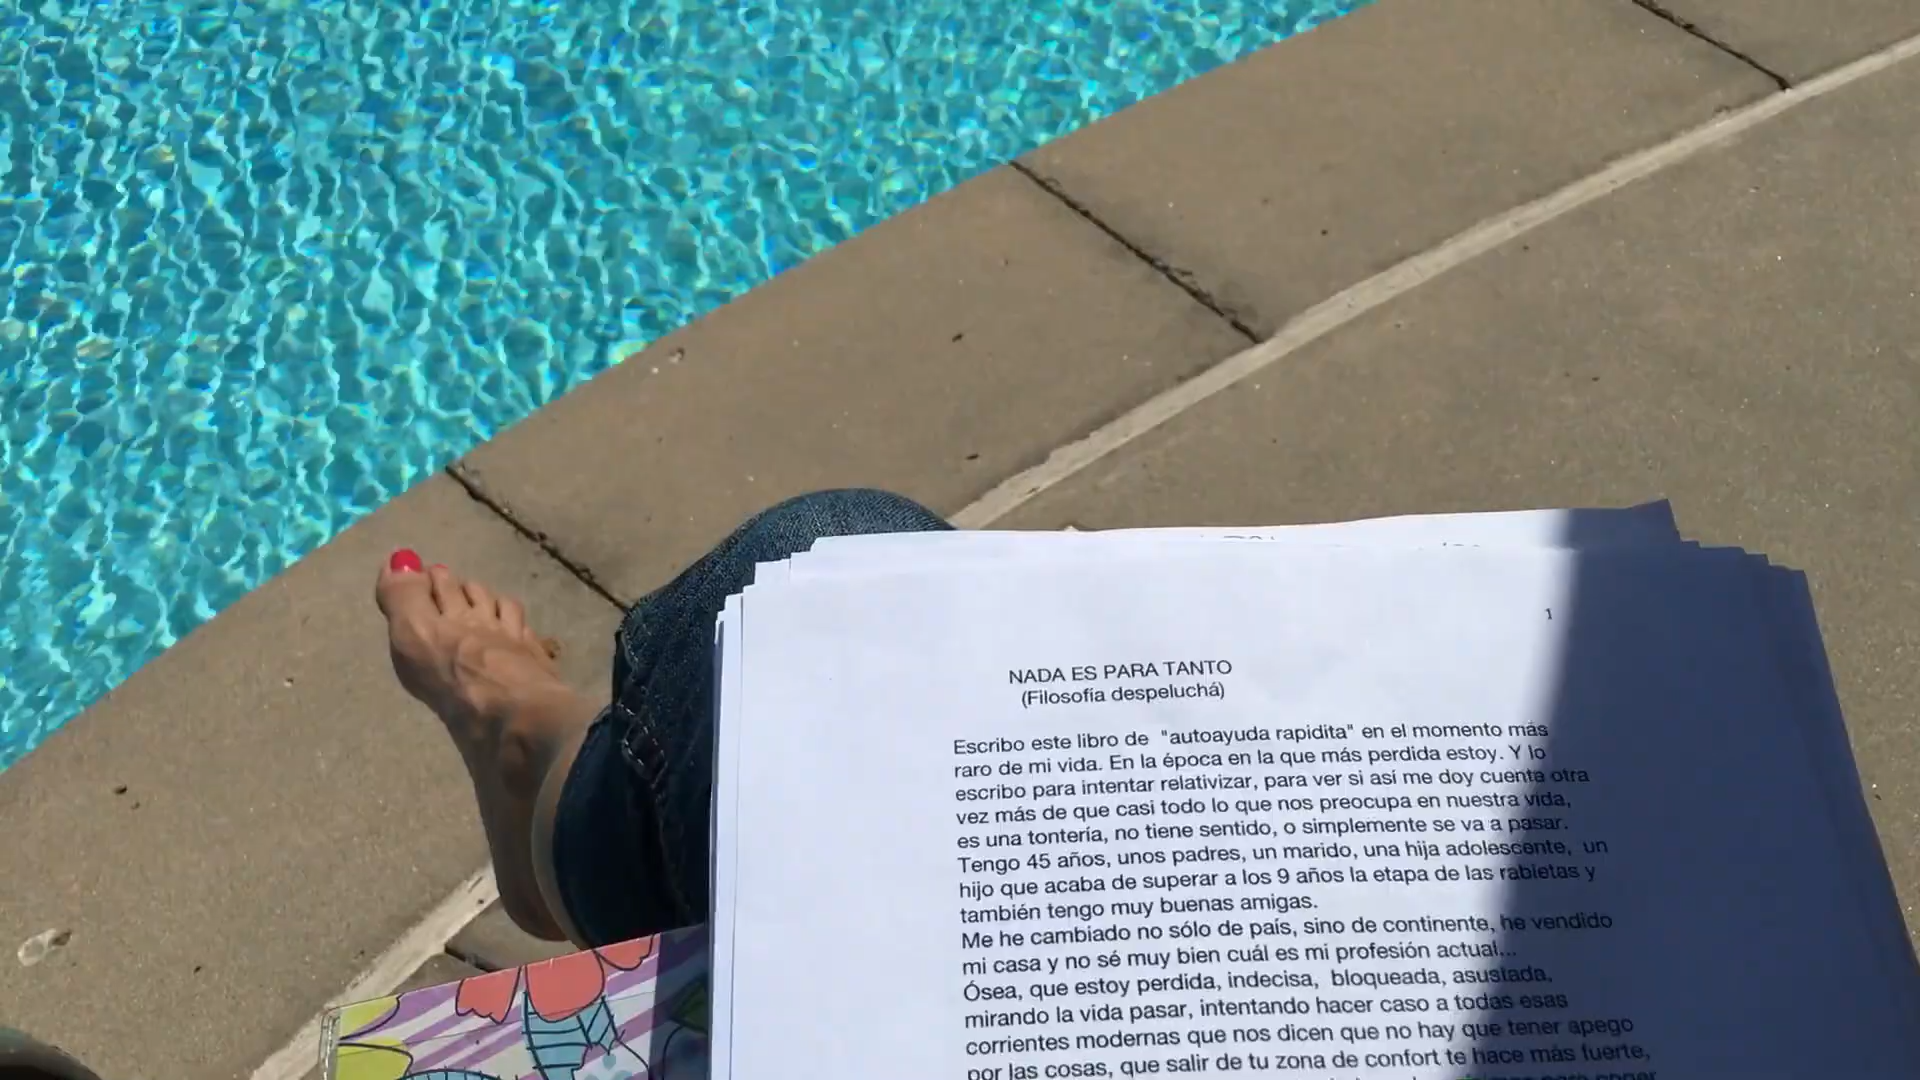 1
NADA ES PARA TANTO
(Filosofía despeluchá)
Escribo este libro de "autoayuda rapidita" en el momento más
raro de mi vida. En la época en la que más perdida estoy. Y lo
escribo para intentar relativizar, para ver si así me doy cuenta otra
vez más de que casi todo lo que nos preocupa en nuestra vida,
es una tontería, no tiene sentido, o simplemente se va a pasar.
Tengo 45 años, unos padres, un marido, una hija adolescente, un
hijo que acaba de superar a los 9 años la etapa de las rabietas y
también tengo muy buenas amigas.
Me he cambiado no sólo de país, sino de continente, he vendido
mi casa y no sé muy bien cuál es mi profesión actual...
Ósea, que estoy perdida, indecisa, bloqueada, asustada,
mirando la vida pasar, intentando hacer caso a todas esas
corrientes modernas que nos dicen que no hay que tener apego
por las cosas, que salir de tu zona de confort te hace más fuerte,